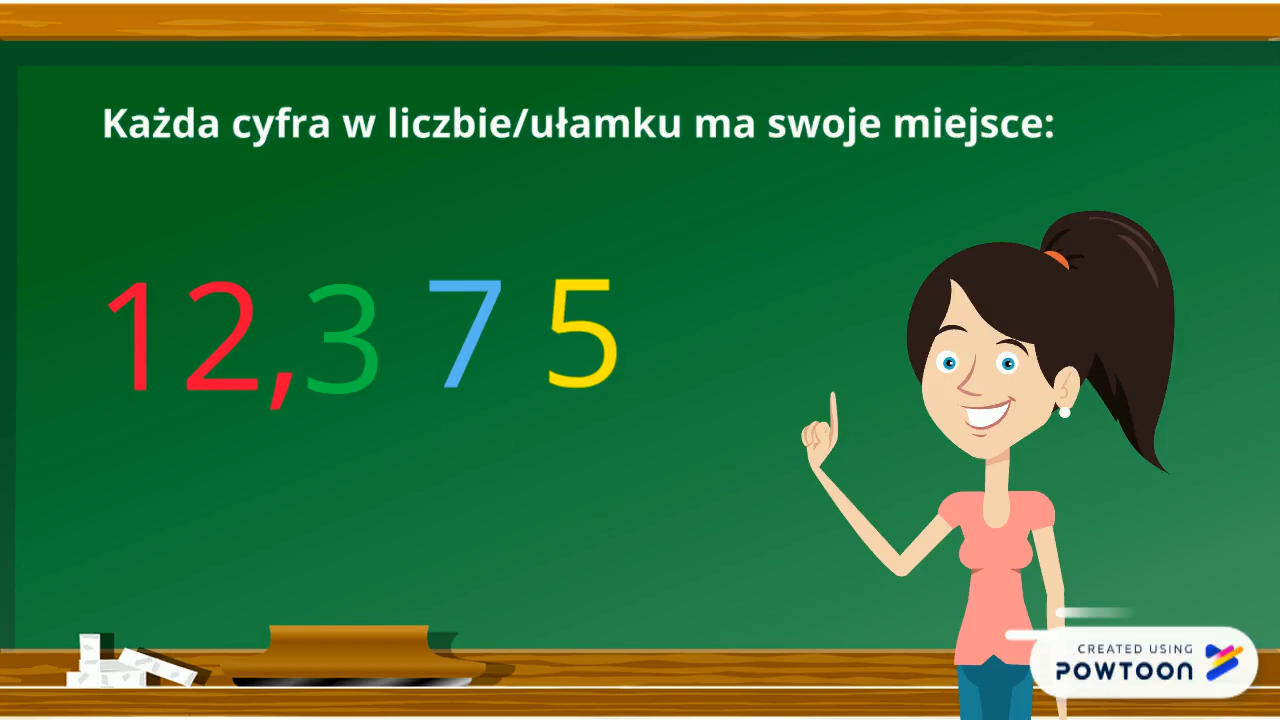 Każda cyfra w liczbie/ułamku ma swoje miejsce:
12,3 7 5
CREATED USING
POWTOON